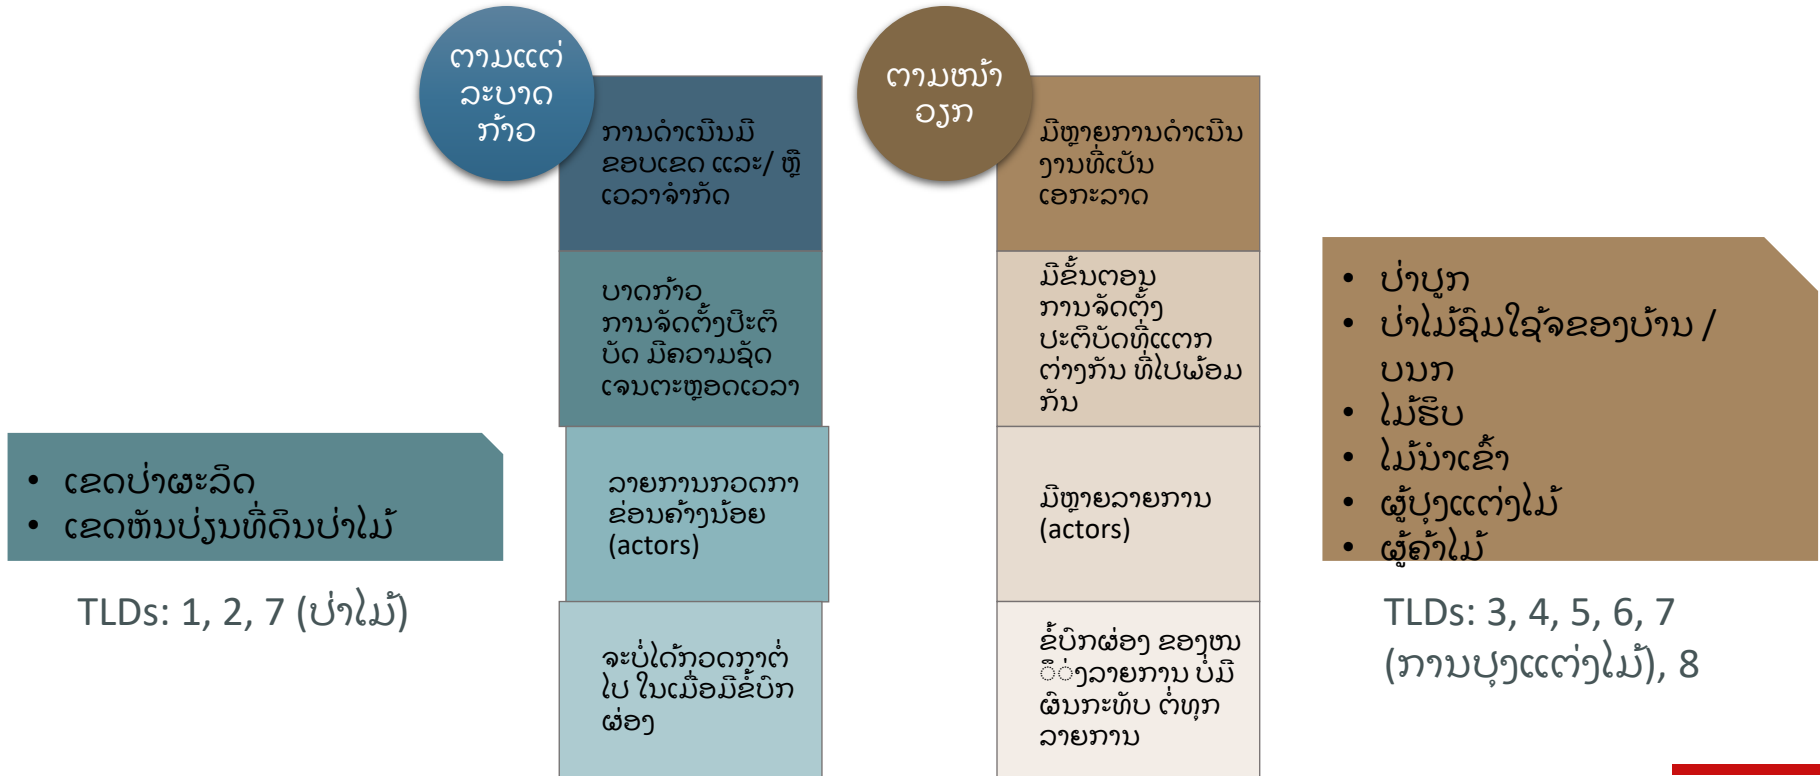 ຕາມແຕ່
ລະບາດ
ກ້າວ
ການດຳເນີນມີ
ຂອບເຂດ ແລະ/ ຫຼື
ເວລາຈຳກັດ
ບາດກ້າວ
ການຈັດຕັ້ງປະຕິ
ບັດ ມີຄວາມຊັດ
ເຈນຕະຫຼອດເວລາ
ລາຍການກວດກາ
ຂ່ອນຄ້າງນ້ອຍ
(actors)
ຈະບໍ່ໄດ້ກວດກາຕໍ່
ໄປ ໃນເມື່ອມີຂໍ້ບົກ
ຜ່ອງ
• ເຂດປ່າຜະລິດ
• ເຂດຫັນປ່ຽນທີ່ດິນປ່າໄມ້
TLDs: 1, 2, 7 (ປ່າໄມ້)
ຕາມໜ້າ
ວຽກ
ມີຫຼາຍການດຳເນີນ
ງານທີ່ເປັນ
ເອກະລາດ
ມີຂັ້ນຕອນ
ການຈັດຕັ້ງ
ປະຕິບັດທີ່ແຕກ
ຕ່າງກັນ ທີ່ໄປພ້ອມ
ກັນ
ມີຫຼາຍລາຍການ
(actors)
ຂໍ້ບົກຜ່ອງ ຂອງໜ
ຶ່ງລາຍການ ບໍ່ມີ
ຜົນກະທັບ ຕໍ່ທຸກ
ລາຍການ
• ປ່າປູກ
• ປ່າໄມ້ຊົມໃຊ້ຈຂອງບ້ານ /
ບນກ
• ໄມ້ຮິບ
• ໄມ້ນຳເຂົ້າ
• ຜູ້ປຸງແຕ່ງໄມ້
• ຜູ້ຄ້າໄມ້
TLDs: 3, 4, 5, 6, 7
(ການປຸງແຕ່ງໄມ້), 8